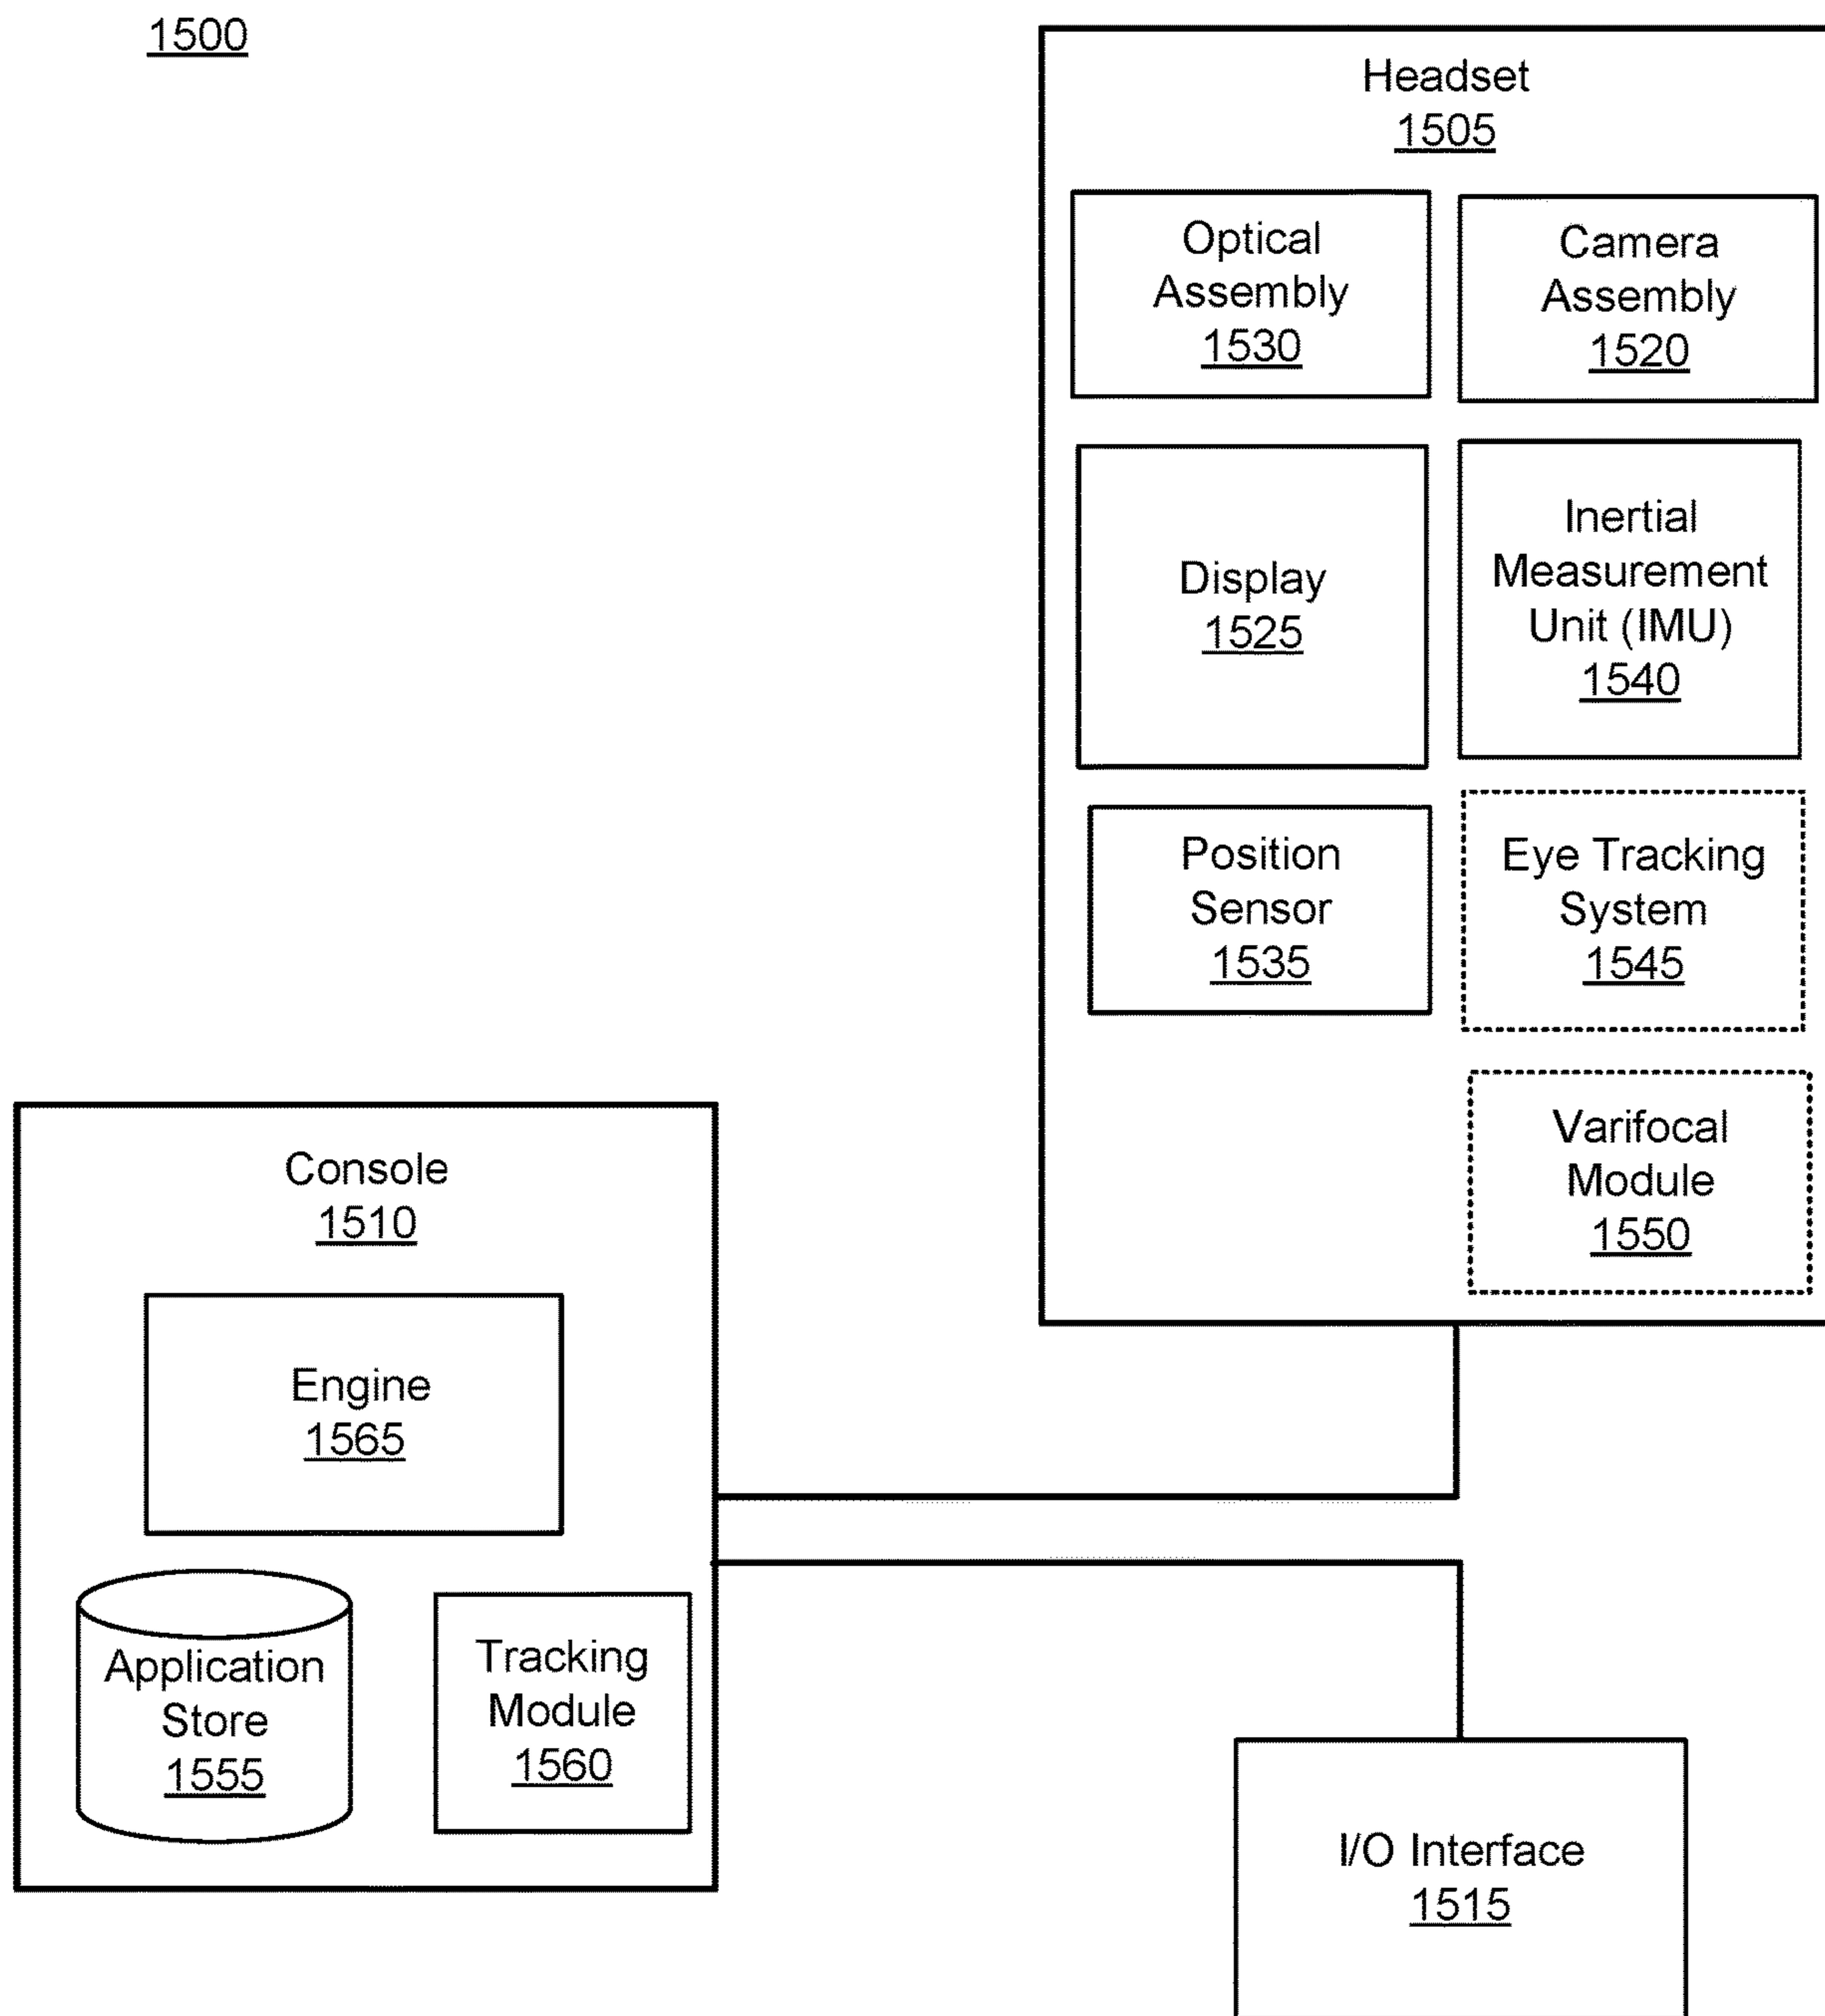 1500
Headset
1505
Optical
Assembly
1530
Camera
Assembly
1520
Display
1525
Inertial
Measurement
Unit (IMU)
1540
Position
Sensor
1535
Eye Tracking
System
1545
Varifocal
Module
1550
Console
1510
Engine
1565
Application
Store
1555
Tracking
Module
1560
I/O Interface
1515